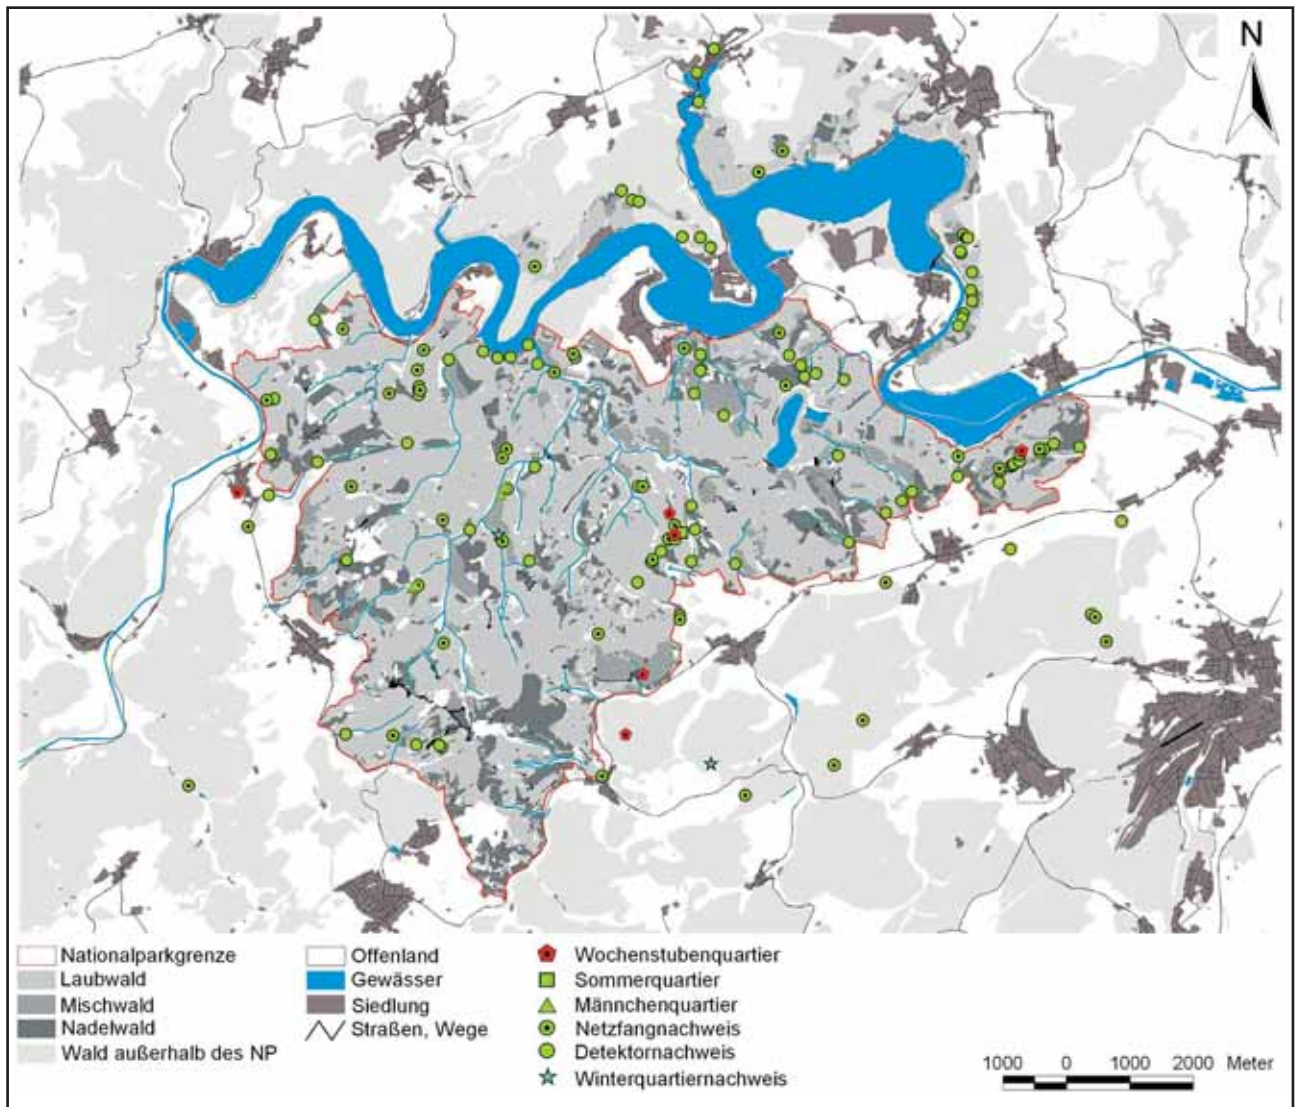 N
Nationalparkgrenze
Laubwald
Mischwald
Nadelwald
Wald außerhalb des NP
Offenland
Gewässer
Siedlung
Straßen, Wege
Wochenstubenquartier
Sommerquartier
Männchenquartier
Netzfangnachweis
Detektornachweis
Winterquartiernachweis
1000 0 1000 2000 Meter